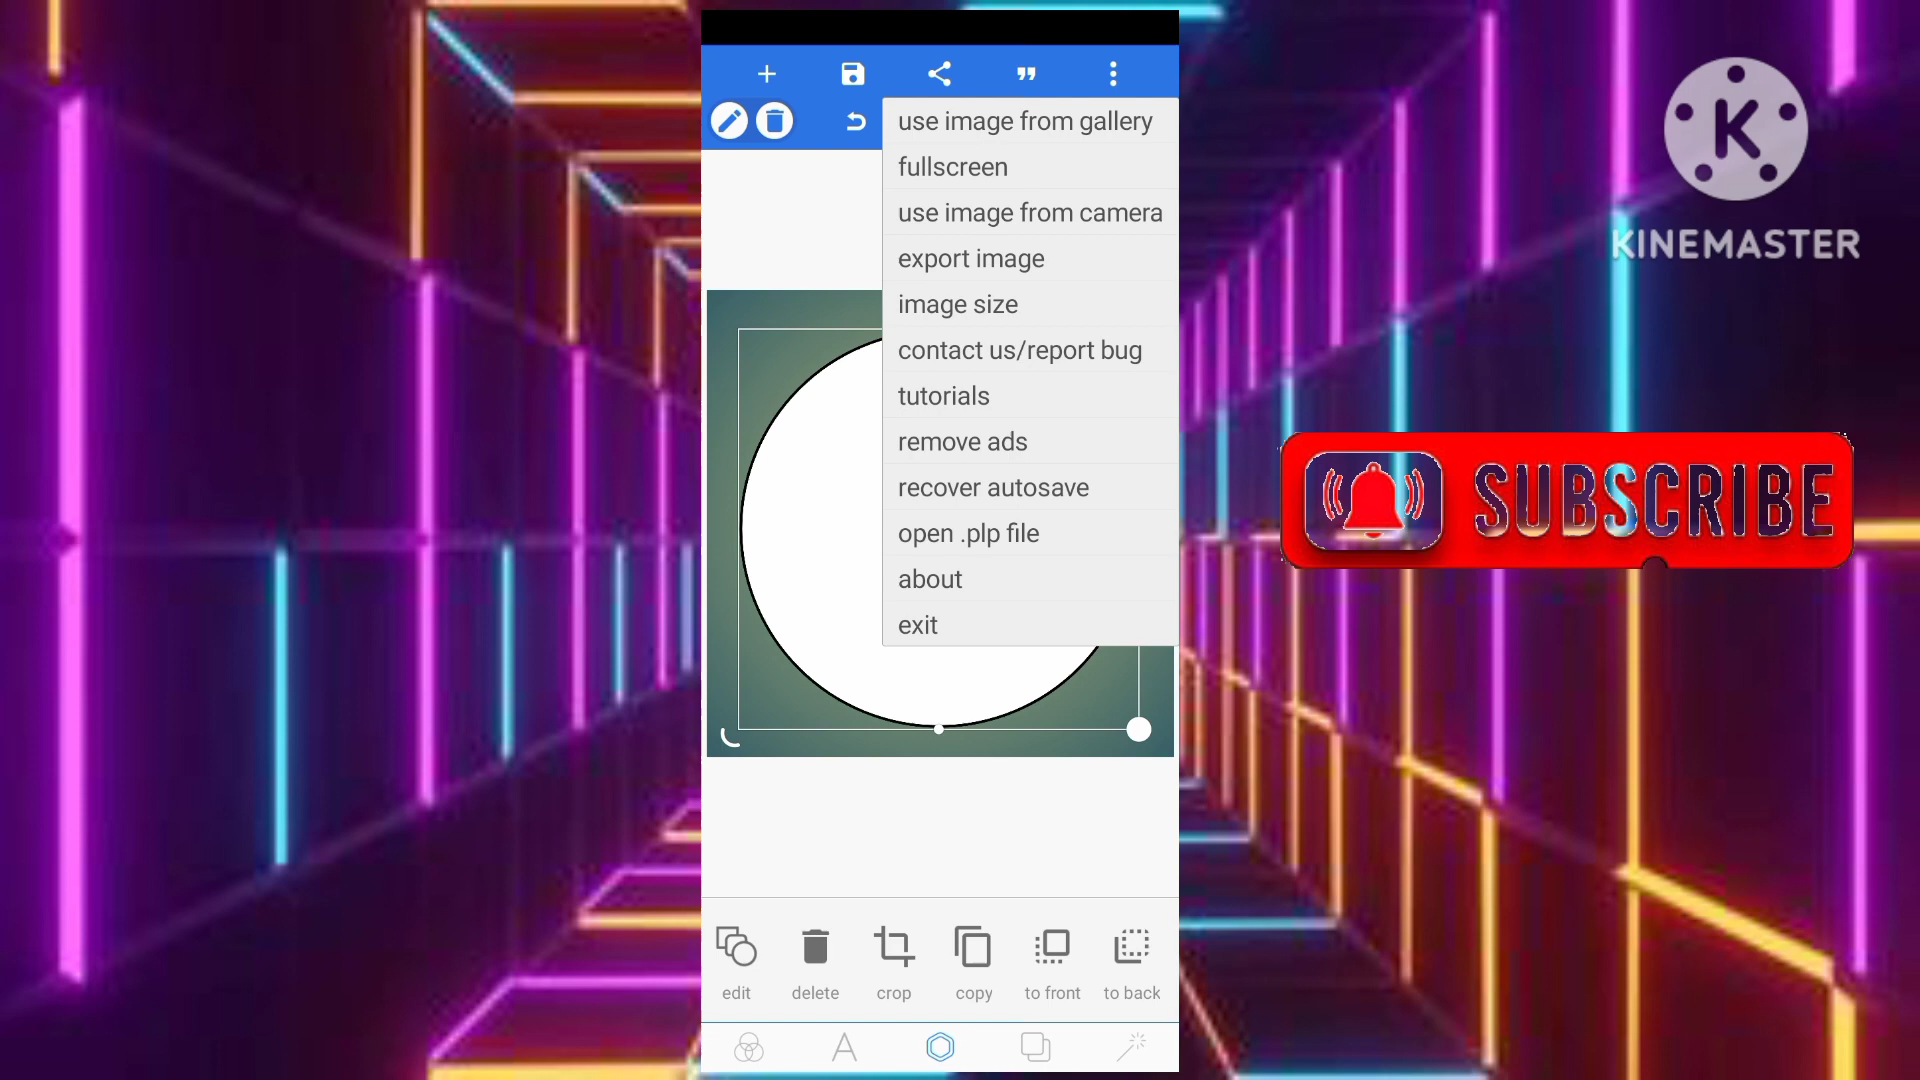 use image from gallery
fullscreen
use image from camera
export image
image size
contact us/report bug
tutorials
remove ads
recover autosave
open .plp file
about
exit
edit
delete
crop
copy
to front
to back
K
KINEMASTER
SUBSCRIBE